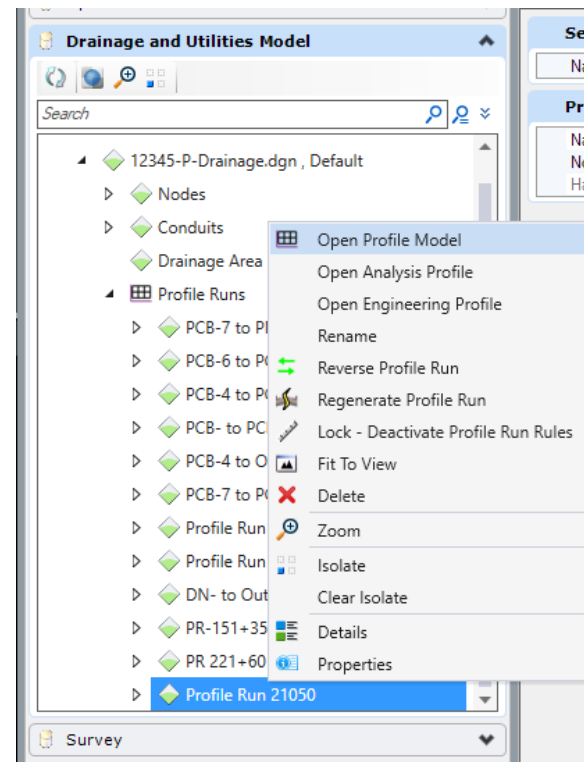 Drainage and Utilities Model
Se
Na
Search
Pr
Na
No
Ha
12345-P-Drainage.dgn , Default
Nodes
Conduits
Drainage Area
Profile Runs
PCB-7 to PI
PCB-6 to P
PCB-4 to P
PCB- to PC
PCB-4 to O
PCB-7 to P
Profile Run
Profile Run
DN- to Out
PR-151+35
PR 221+60
Profile Run 21050
Open Profile Model
Open Analysis Profile
Open Engineering Profile
Rename
Reverse Profile Run
Regenerate Profile Run
Lock - Deactivate Profile Run Rules
Fit To View
Delete
Zoom
Isolate
Clear Isolate
Details
Properties
Survey